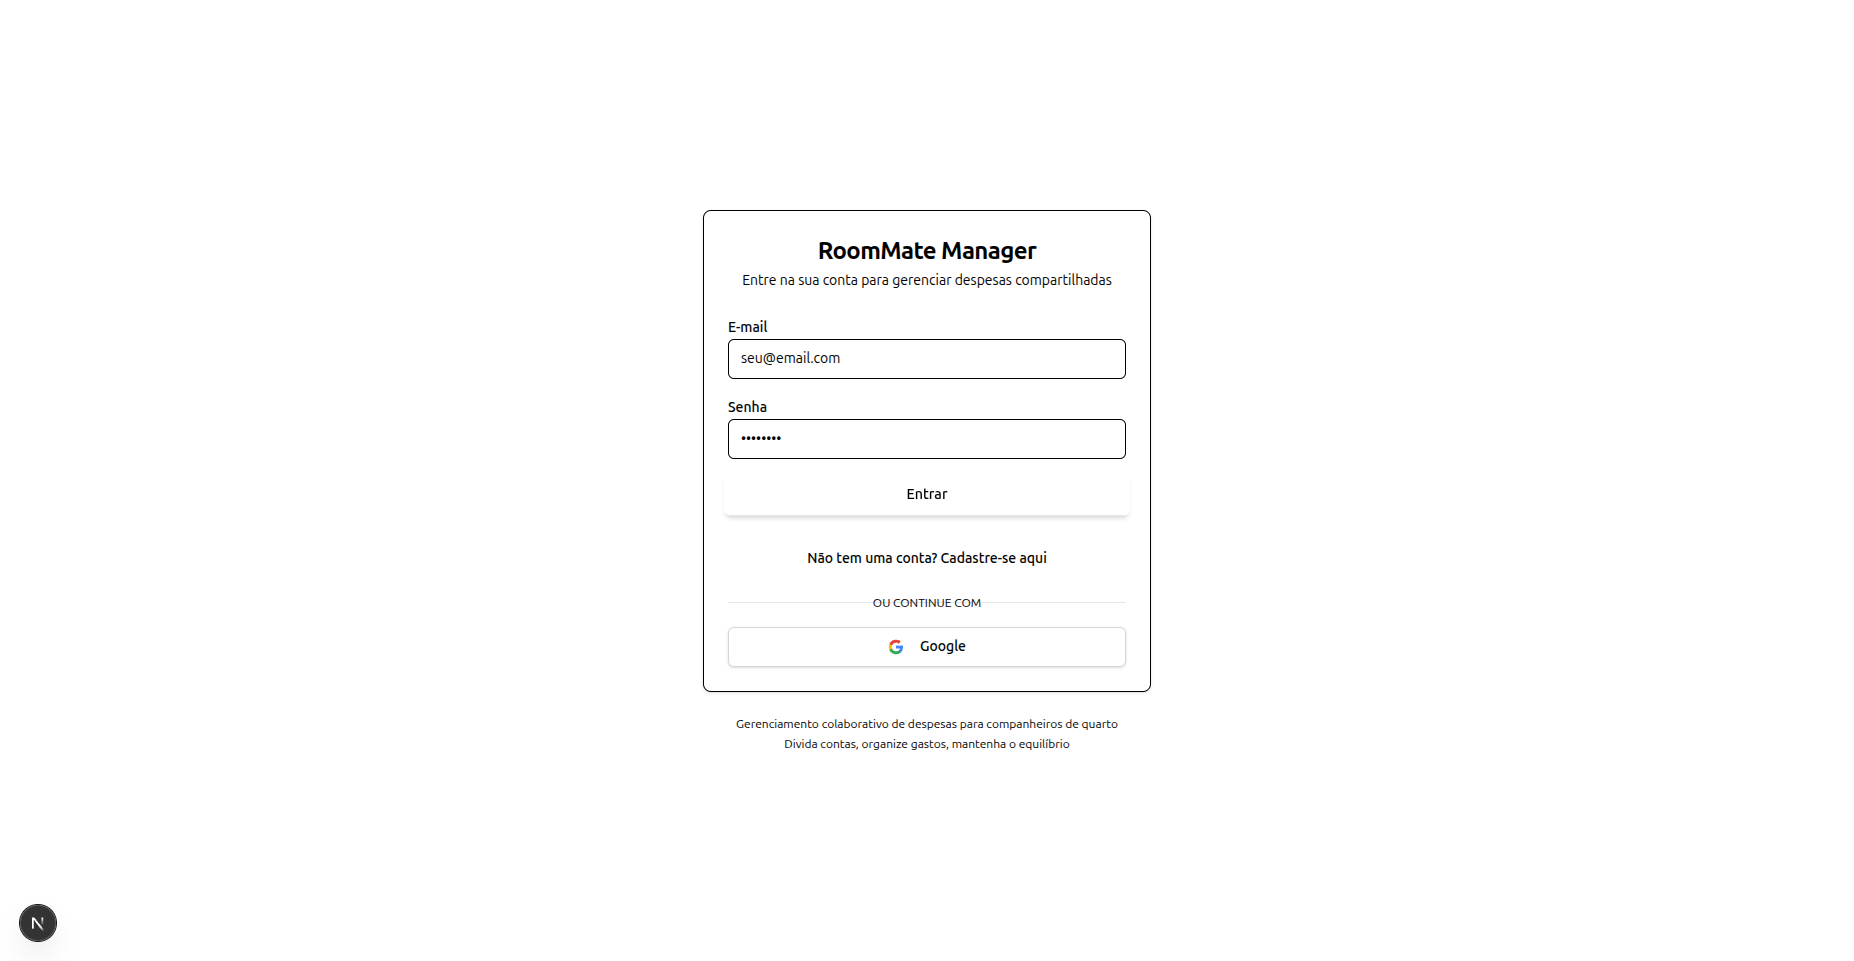 RoomMate Manager
Entre na sua conta para gerenciar despesas compartilhadas
E-mail
seu@email.com
Senha
••••••••
Entrar
Não tem uma conta? Cadastre-se aqui
OU CONTINUE COM
Google
Gerenciamento colaborativo de despesas para companheiros de quarto
Divida contas, organize gastos, mantenha o equilíbrio
N